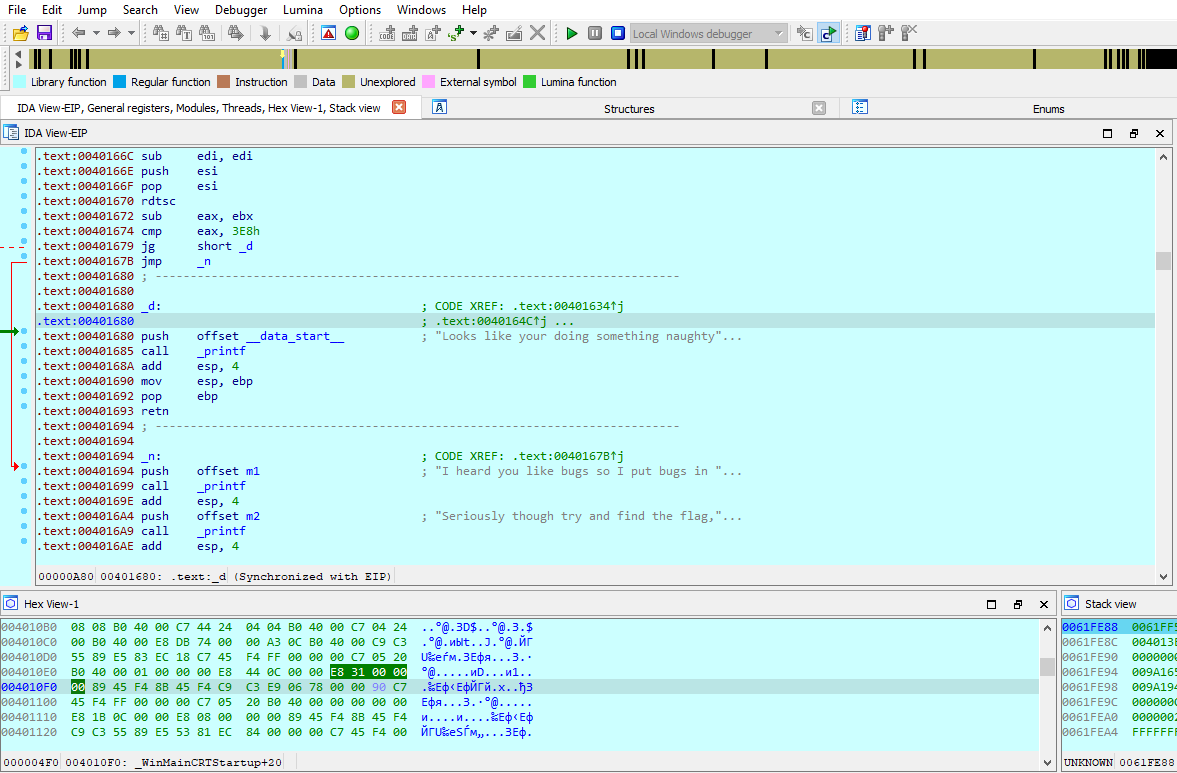 File Edit Jump Search View Debugger Lumina Options Windows Help
Local Windows debugger
Library function Regular function Instruction Data Unexplored External symbol Lumina function
IDA View-EIP, General registers, Modules, Threads, Hex View-1, Stack view Structures Enums
IDA View-EIP
.text:0040166C sub edi, edi
.text:0040166E push esi
.text:0040166F pop esi
.text:00401670 rdtsc
.text:00401672 sub eax, ebx
.text:00401674 cmp eax, 3E8h
.text:00401679 jg short _d
.text:0040167B jmp _n
.text:00401680 ; ---------------------------------------------------------------------------
.text:00401680
.text:00401680 _d: ; CODE XREF: .text:00401634↑j
.text:00401680 ; .text:0040164C↑j ...
.text:00401680 push offset __data_start__ ; "Looks like your doing something naughty"...
.text:00401685 call _printf
.text:0040168A add esp, 4
.text:00401690 mov esp, ebp
.text:00401692 pop ebp
.text:00401693 retn
.text:00401694 ; ---------------------------------------------------------------------------
.text:00401694
.text:00401694 _n: ; CODE XREF: .text:0040167B↑j
.text:00401694 push offset m1 ; "I heard you like bugs so I put bugs in "...
.text:00401699 call _printf
.text:0040169E add esp, 4
.text:004016A4 push offset m2 ; "Seriously though try and find the flag,"...
.text:004016A9 call _printf
.text:004016AE add esp, 4
00000A80 00401680: .text:_d (Synchronized with EIP)
Hex View-1
004010B0 08 08 B0 40 00 C7 44 24 04 04 B0 40 00 C7 04 24 ..°@.ЗD$..°@.З.$
004010C0 00 B0 40 00 E8 DB 74 00 00 A3 0C B0 40 00 C9 C3 .°@.иЫt..Ј.°@.ЙГ
004010D0 55 89 E5 83 EC 18 C7 45 F4 FF 00 00 00 C7 05 20 U‰еѓм.ЗEфя...З.·
004010E0 B0 40 00 01 00 00 00 E8 44 0C 00 00 E8 31 00 00 °@.....иD...и1..
004010F0 00 89 45 F4 8B 45 F4 C9 C3 E9 06 78 00 00 90 C7 .‰Eф‹EфЙГй.x..ђЗ
00401100 45 F4 FF 00 00 00 C7 05 20 B0 40 00 00 00 00 00 Eфя...З.·°@.....
00401110 E8 1B 0C 00 00 E8 08 00 00 00 89 45 F4 8B 45 F4 и....и....‰Eф‹Eф
00401120 C9 C3 55 89 E5 53 81 EC 84 00 00 00 C7 45 F4 00 ЙГU‰еSЃм„...ЗEф.
000004F0 004010F0: _WinMainCRTStartup+20
Stack view
0061FE88 0061FF
0061FE8C 004013
0061FE90 000000
0061FE94 009A16
0061FE98 009A19
0061FE9C 000000
0061FEA0 000000
0061FEA4 FFFFFF
UNKNOWN 0061FE88